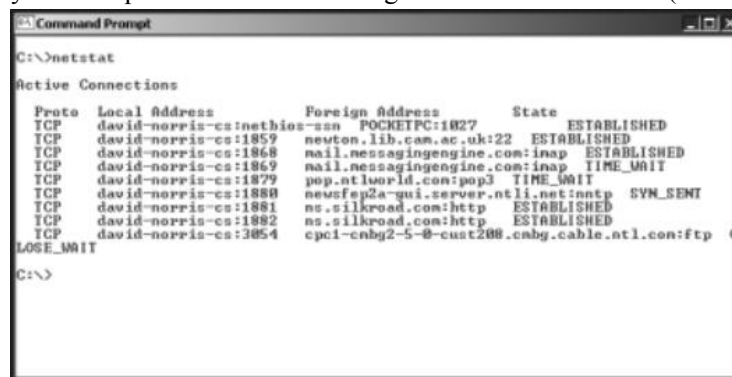 Command Prompt
C:\>netstat
Active Connections
Proto Local Address Foreign Address State
TCP david-norris-cs:netbios-ssn POCKETPC:1027 ESTABLISHED
TCP david-norris-cs:1859 newton.lib.cam.ac.uk:22 ESTABLISHED
TCP david-norris-cs:1868 mail.messagingengine.com:imap ESTABLISHED
TCP david-norris-cs:1869 mail.messagingengine.com:imap TIME_WAIT
TCP david-norris-cs:1879 pop.ntlworld.com:pop3 TIME_WAIT
TCP david-norris-cs:1880 newsfep2a-gui.server.ntli.net:nntp SYN_SENT
TCP david-norris-cs:1881 ns.silkroad.com:http ESTABLISHED
TCP david-norris-cs:1882 ns.silkroad.com:http ESTABLISHED
TCP david-norris-cs:3054 cpc1-cmbg2-5-0-cust208.cmbg.cable.ntl.com:ftp C
LOSE_WAIT
C:\>